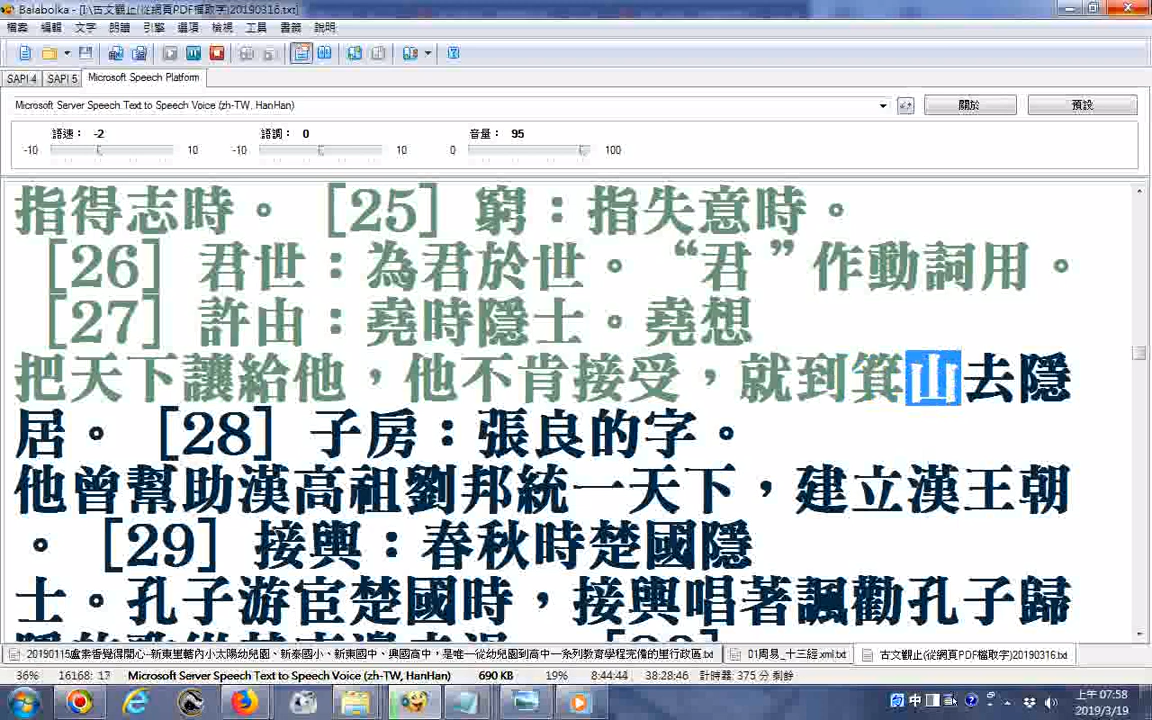 Balabolka - [I:\古文觀止(從網頁PDF檔取字)20190316.txt]
檔案 編輯 文字 朗讀 引擎 選項 檢視 工具 書籤 說明
SAPI 4 SAPI 5 Microsoft Speech Platform
Microsoft Server Speech Text to Speech Voice (zh-TW, HanHan) 關於 預設
語速： -2 語調： 0 音量： 95
-10 10 -10 10 0 100
指得志時。［25］窮：指失意時。
［26］君世：為君於世。“君”作動詞用。
［27］許由：堯時隱士。堯想
把天下讓給他，他不肯接受，就到箕山去隱
居。［28］子房：張良的字。
他曾幫助漢高祖劉邦統一天下，建立漢王朝
。［29］接輿：春秋時楚國隱
士。孔子游宦楚國時，接輿唱著諷勸孔子歸
20190115盧素香覺得開心--新東里轄內小太陽幼兒園、新泰國小、新東國中、興國高中，是唯一從幼兒園到高中一系列教育學程完備的里行政區.txt 01周易_十三經.xml.txt 古文觀止(從網頁PDF檔取字)20190316.txt
36% 16168: 17 Microsoft Server Speech Text to Speech Voice (zh-TW, HanHan) 690 KB 19% 8:44:44 38:28:46 計時器: 375 分 剩餘
中 上午 07:58
2019/3/19